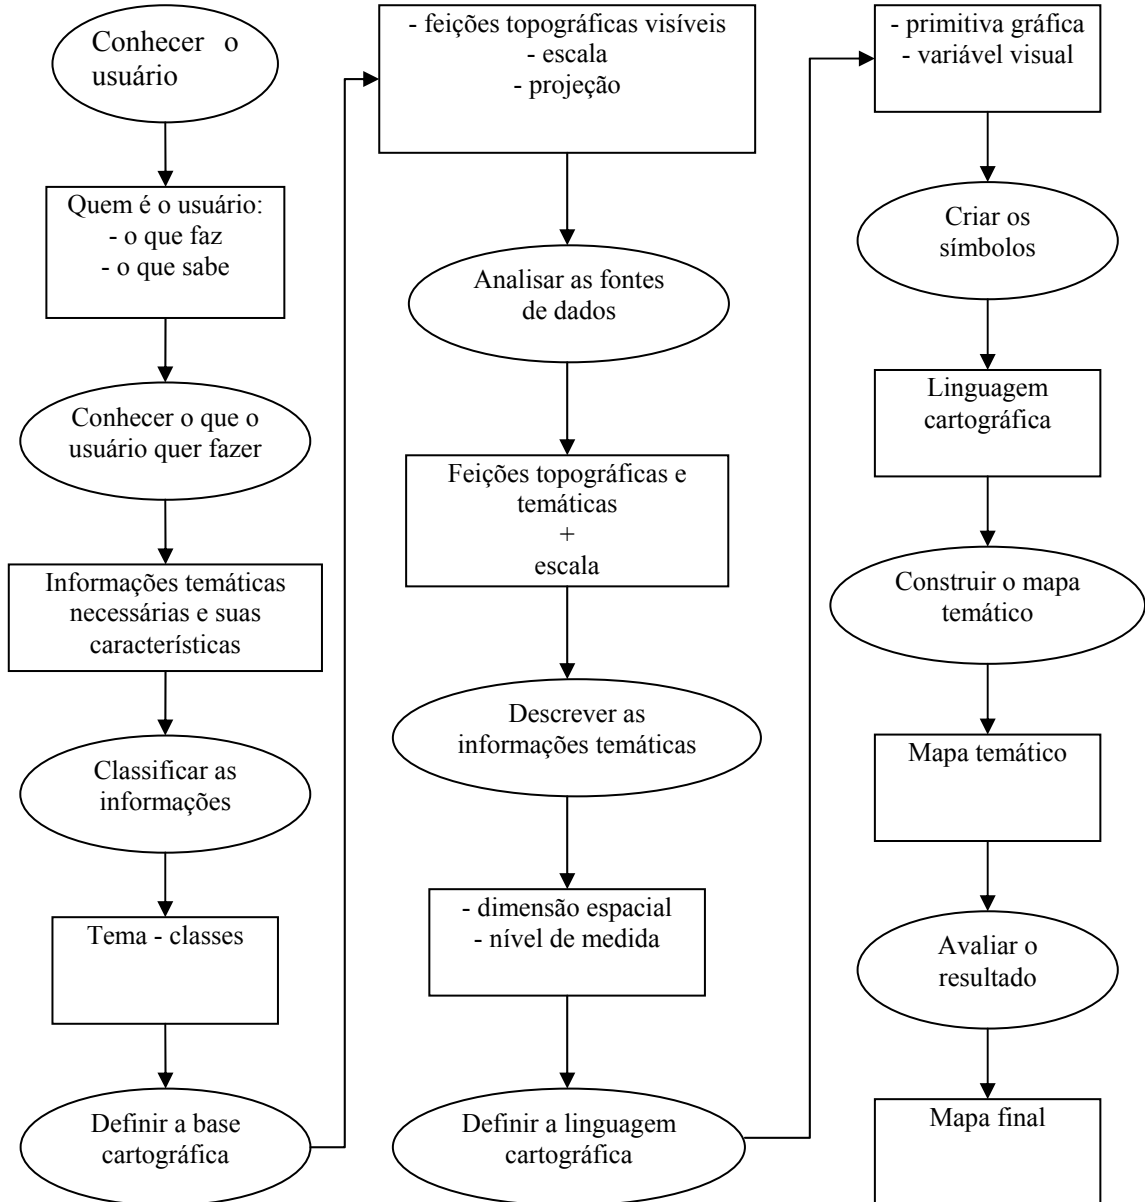 Conhecer o
usuário
Quem é o usuário:
- o que faz
- o que sabe
Conhecer o que o
usuário quer fazer
Informações temáticas
necessárias e suas
características
Classificar as
informações
Tema - classes
Definir a base
cartográfica
- feições topográficas visíveis
- escala
- projeção
Analisar as fontes
de dados
Feições topográficas e
temáticas
+
escala
Descrever as
informações temáticas
- dimensão espacial
- nível de medida
Definir a linguagem
cartográfica
- primitiva gráfica
- variável visual
Criar os
símbolos
Linguagem
cartográfica
Construir o mapa
temático
Mapa temático
Avaliar o
resultado
Mapa final